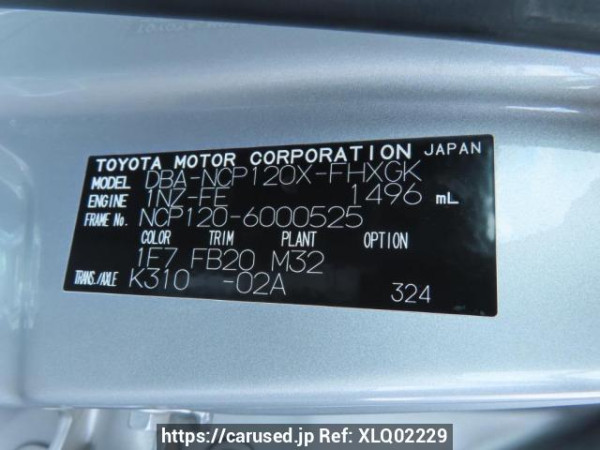 TOYOTA MOTOR CORPORATION JAPAN
MODEL DBA-NCP120X-FHXGK
ENGINE 1NZ-FE 1496 mL
FRAME No. NCP120-6000525
COLOR TRIM PLANT OPTION
1E7 FB20 M32
TRANS./AXLE K310 -02A
324
https://carused.jp Ref: XLQ02229